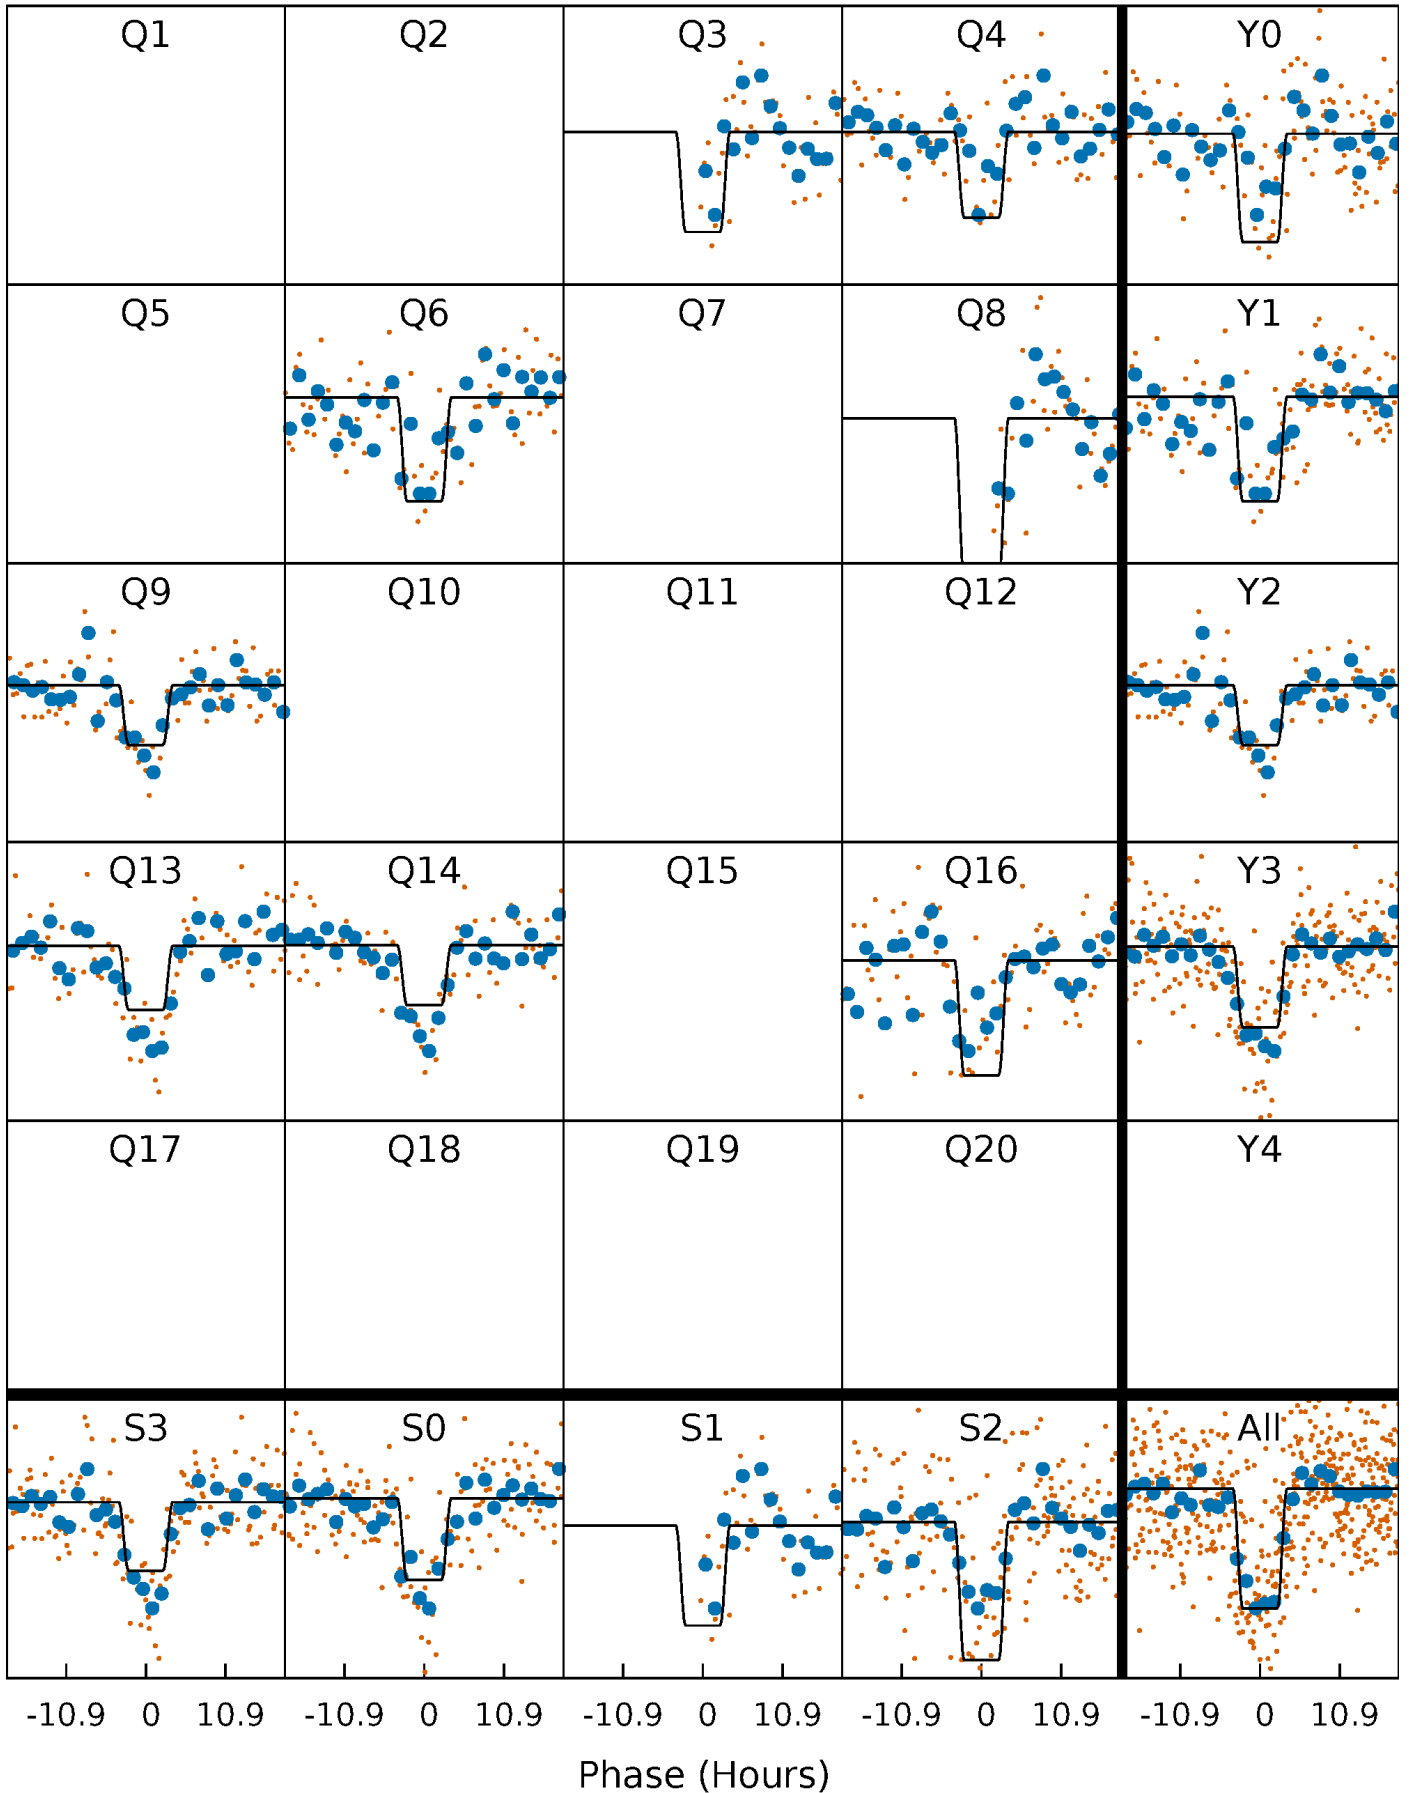 Q1 Q2 Q3 Q4 Y0
Q5 Q6 Q7 Q8 Y1
Q9 Q10 Q11 Q12 Y2
Q13 Q14 Q15 Q16 Y3
Q17 Q18 Q19 Q20 Y4
S3 S0 S1 S2 All
-10.9 0 10.9 -10.9 0 10.9 -10.9 0 10.9 -10.9 0 10.9 -10.9 0 10.9
Phase (Hours)